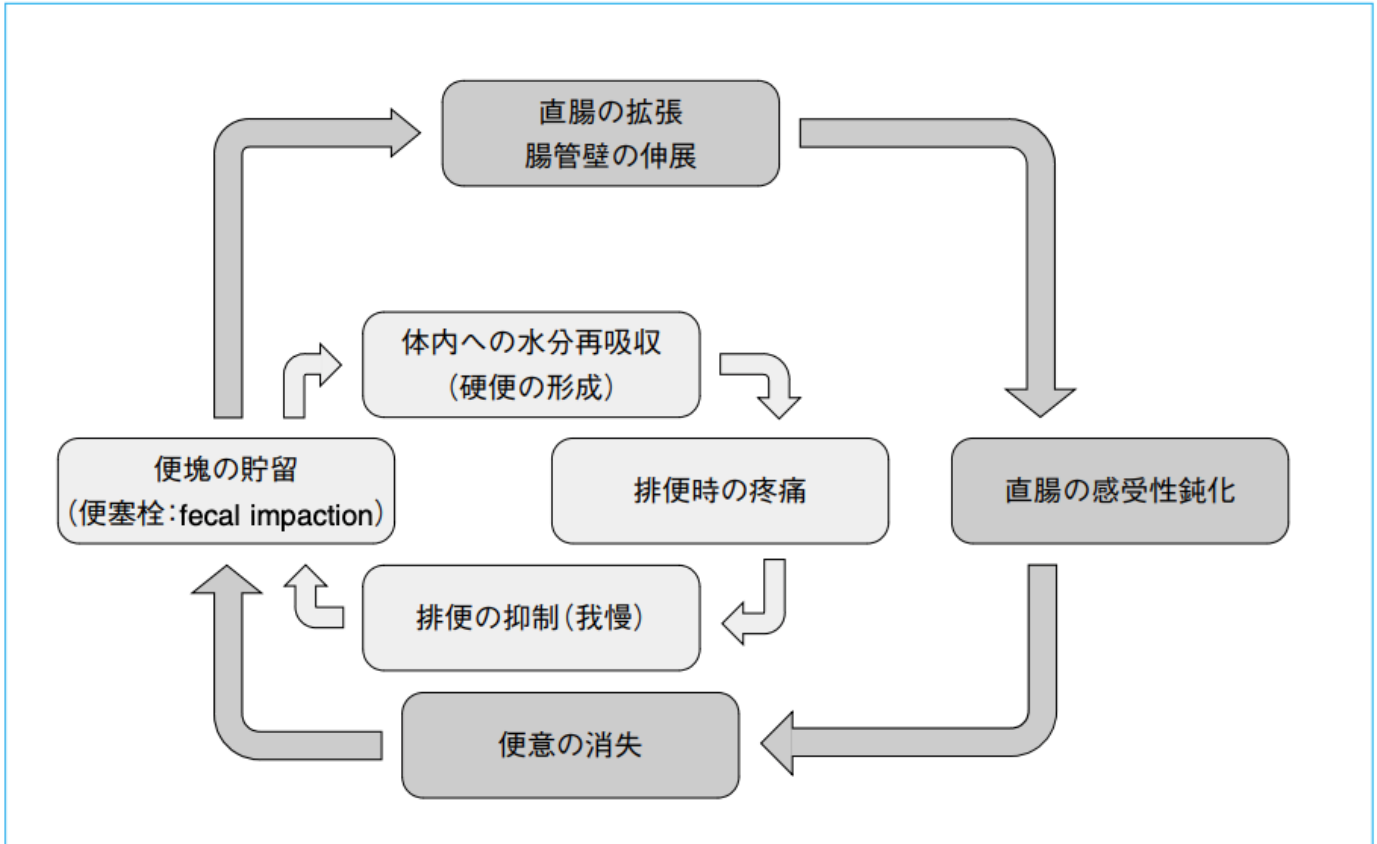 直腸の拡張
腸管壁の伸展
体内への水分再吸収
（硬便の形成）
便塊の貯留
（便塞栓：fecal impaction）
排便時の疼痛
直腸の感受性鈍化
排便の抑制（我慢）
便意の消失